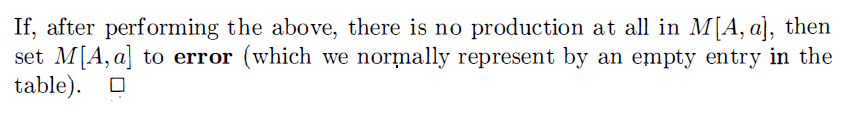 If, after performing the above, there is no production at all in M[A, a], then
set M[A, a] to error (which we normally represent by an empty entry in the
table). □